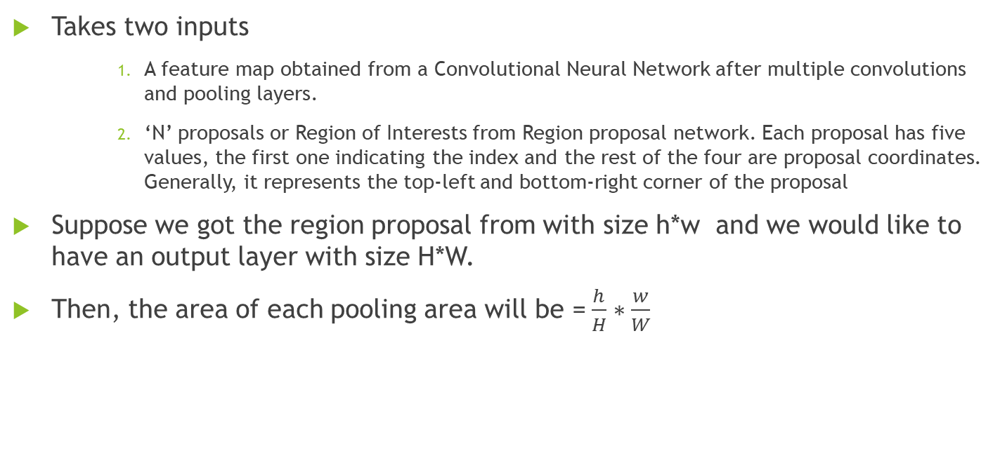 Takes two inputs
1. A feature map obtained from a Convolutional Neural Network after multiple convolutions
and pooling layers.
2. ‘N’ proposals or Region of Interests from Region proposal network. Each proposal has five
values, the first one indicating the index and the rest of the four are proposal coordinates.
Generally, it represents the top-left and bottom-right corner of the proposal
Suppose we got the region proposal from with size h*w  and we would like to
have an output layer with size H*W.
Then, the area of each pooling area will be = h/H * w/W